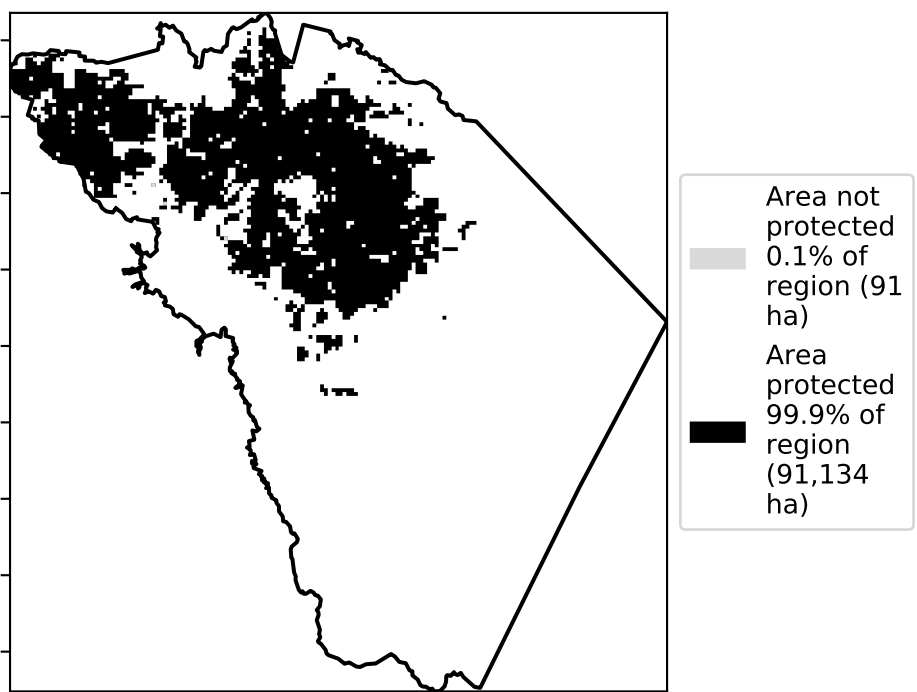 Area not
protected
0.1% of
region (91
ha)
Area
protected
99.9% of
region
(91,134
ha)